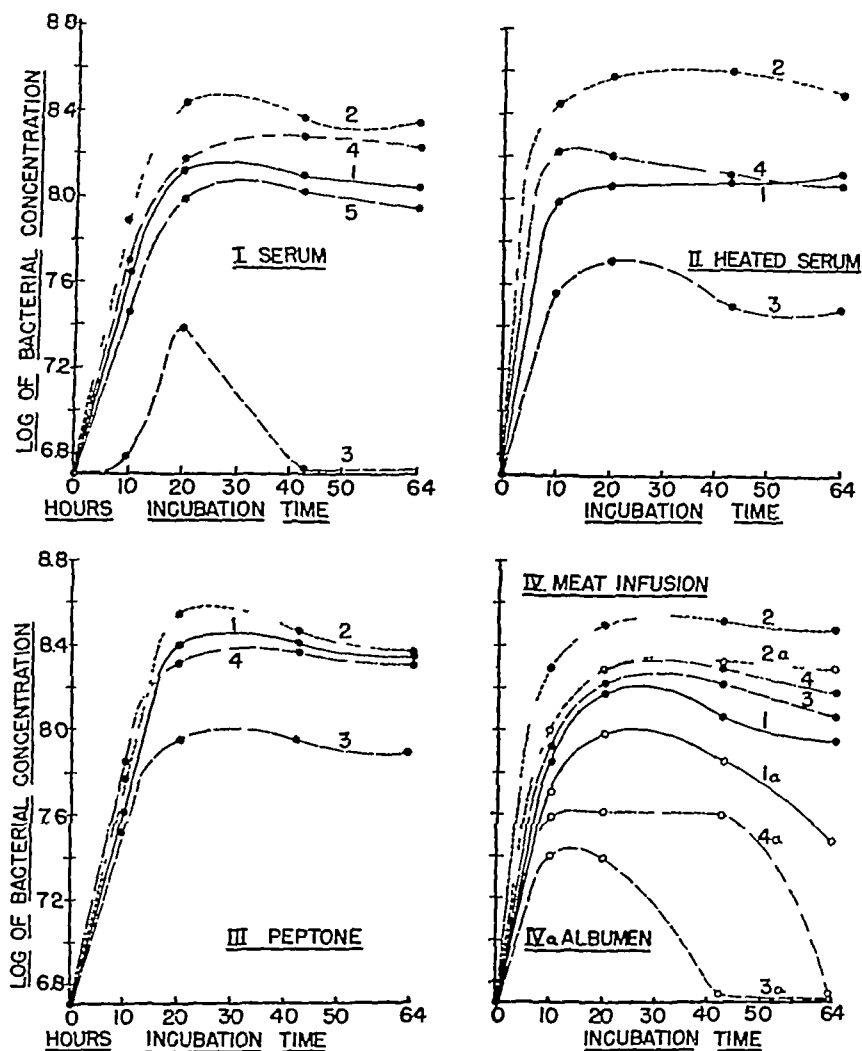 LOG OF BACTERIAL CONCENTRATION
8.8
8.4
8.0
7.6
7.2
6.8
2
4
1
5
3
I SERUM
0 10 20 30 40 50 64
HOURS INCUBATION TIME
2
4
1
3
II HEATED SERUM
0 10 20 30 40 50 64
INCUBATION TIME
LOG OF BACTERIAL CONCENTRATION
8.8
8.4
8.0
7.6
7.2
6.8
1
2
4
3
III PEPTONE
0 10 20 30 40 50 64
HOURS INCUBATION TIME
IV MEAT INFUSION
2
2a
4
3
1
1a
4a
3a
IVa ALBUMEN
0 10 20 30 40 50 64
INCUBATION TIME